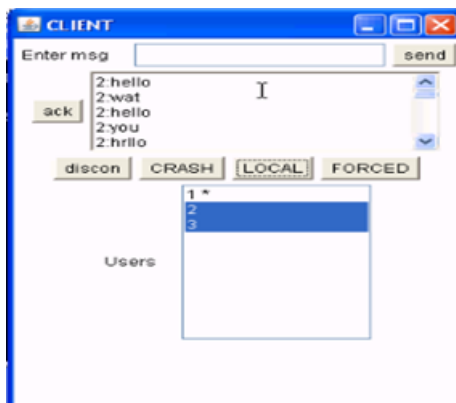 CLIENT
Enter msg send
2:hello
2:wat
2:hello
ack
2:you
2:hrllo
discon CRASH LOCAL FORCED
1 *
2
3
Users